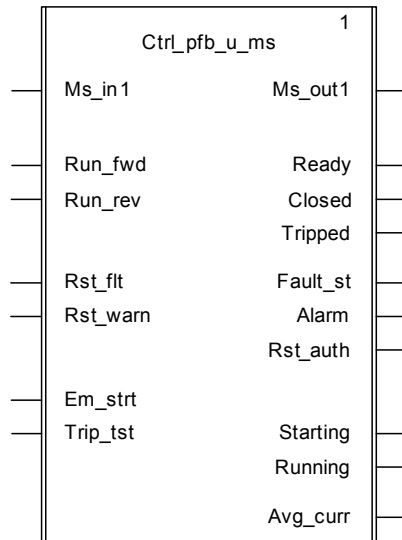 1
Ctrl_pfb_u_ms
Ms_in1 Ms_out1
Run_fwd Ready
Run_rev Closed
Tripped
Rst_flt Fault_st
Rst_warn Alarm
Rst_auth
Em_strt
Trip_tst Starting
Running
Avg_curr